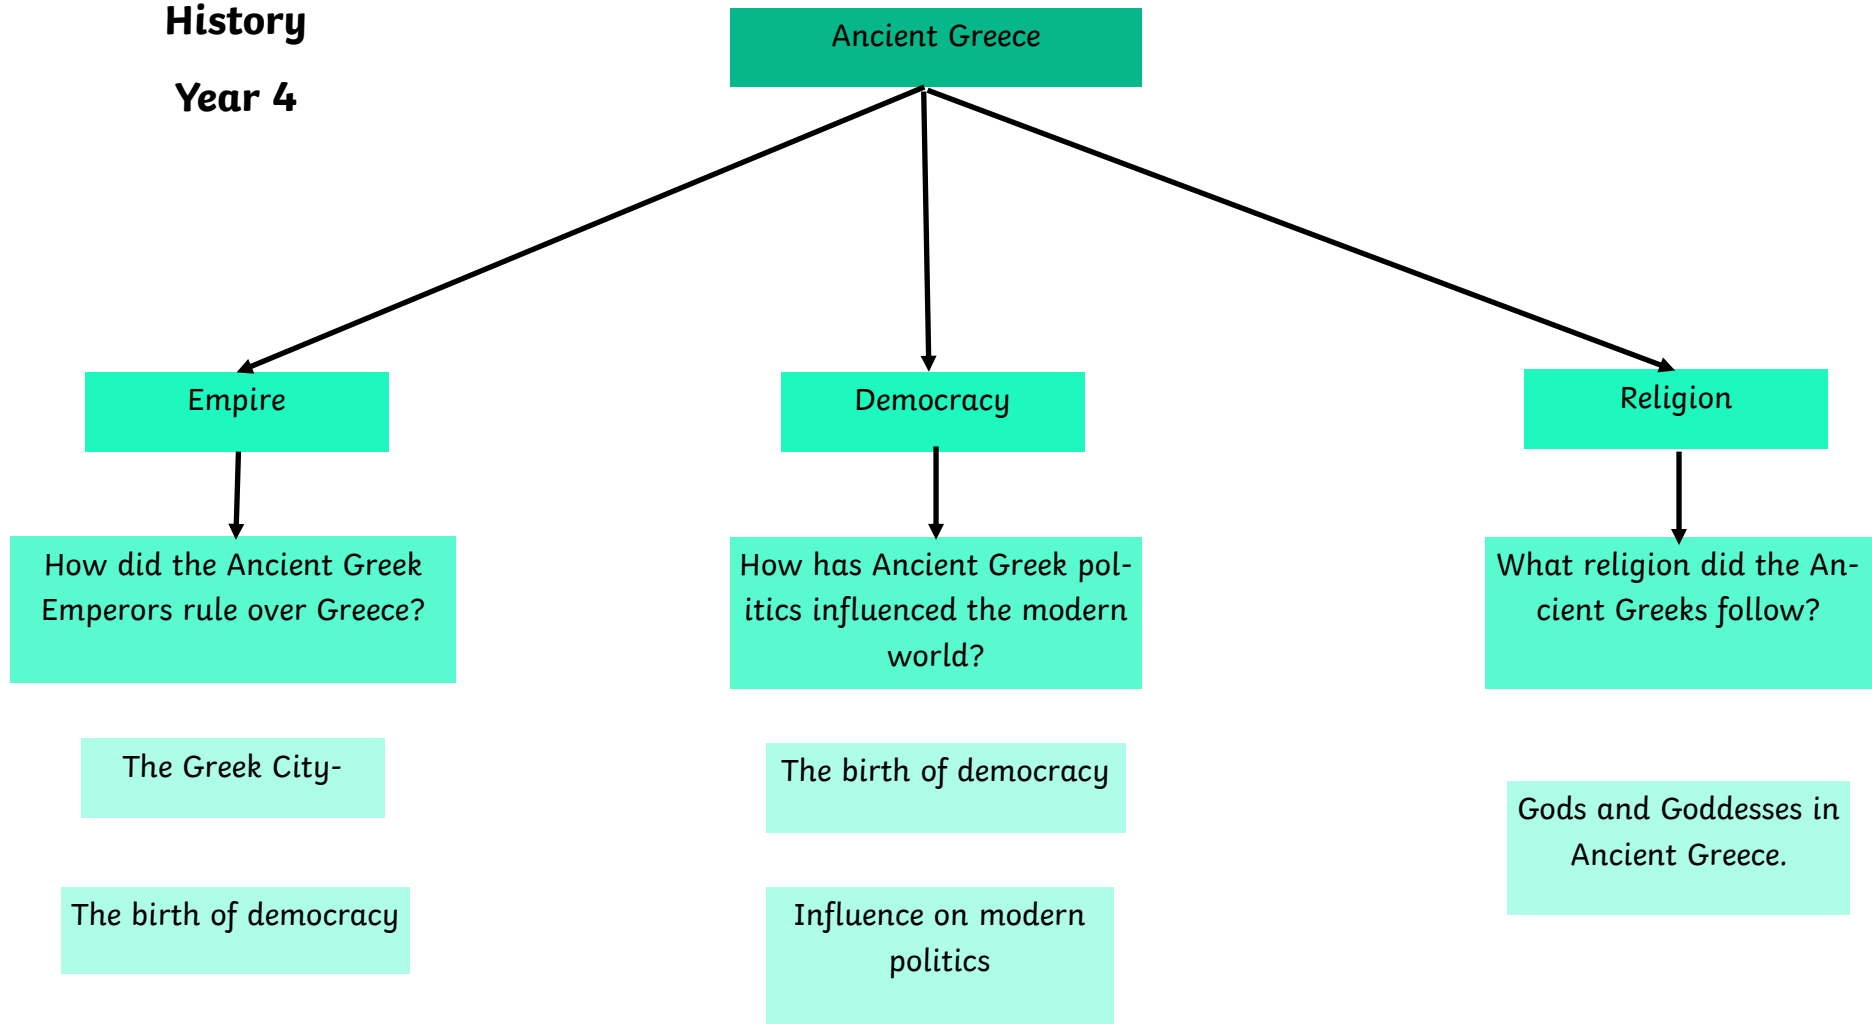 History
Year 4
Ancient Greece
Empire
Democracy
Religion
How did the Ancient Greek
Emperors rule over Greece?
How has Ancient Greek pol-
itics influenced the modern
world?
What religion did the An-
cient Greeks follow?
The Greek City-
The birth of democracy
The birth of democracy
Influence on modern
politics
Gods and Goddesses in
Ancient Greece.